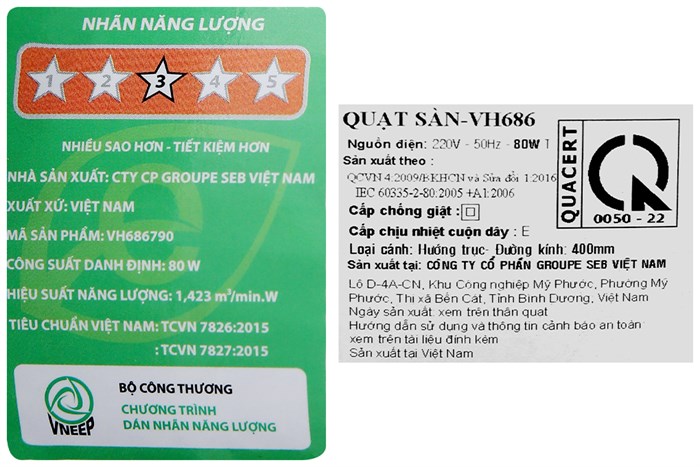 NHÃN NĂNG LƯỢNG
1 2 3 4 5
NHIỀU SAO HƠN - TIẾT KIỆM HƠN
NHÀ SẢN XUẤT: CTY CP GROUPE SEB VIỆT NAM
XUẤT XỨ: VIỆT NAM
MÃ SẢN PHẨM: VH686790
CÔNG SUẤT DANH ĐỊNH: 80 W
HIỆU SUẤT NĂNG LƯỢNG: 1,423 m³/min.W
TIÊU CHUẨN VIỆT NAM: TCVN 7826:2015
: TCVN 7827:2015
VNEEP
BỘ CÔNG THƯƠNG
CHƯƠNG TRÌNH
DÁN NHÃN NĂNG LƯỢNG
QUẠT SÀN-VH686
Nguồn điện: 220V - 50Hz - 80W
Sản xuất theo :
QCVN 4:2009/BKHCN và Sửa đổi 1:2016
IEC 60335-2-80:2005 +A1:2006
Cấp chống giật:
Cấp chịu nhiệt cuộn dây : E
QUACERT
0050 - 22
Loại cánh: Hướng trục- Đường kính: 400mm
Sản xuất tại: CÔNG TY CỔ PHẦN GROUPE SEB VIỆT NAM
Lô D-4A-CN, Khu Công nghiệp Mỹ Phước, Phường Mỹ
Phước, Thị xã Bến Cát, Tỉnh Bình Dương, Việt Nam
Ngày sản xuất: xem trên thân quạt
Hướng dẫn sử dụng và thông tin cảnh báo an toàn
xem trên tài liệu đính kèm
Sản xuất tại Việt Nam